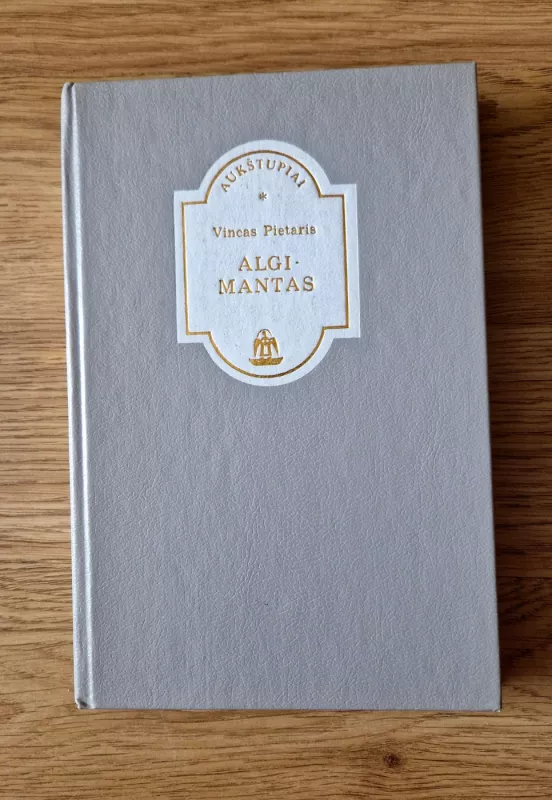 AUKŠTUPIAI
*
Vincas Pietaris
ALGI-
MANTAS